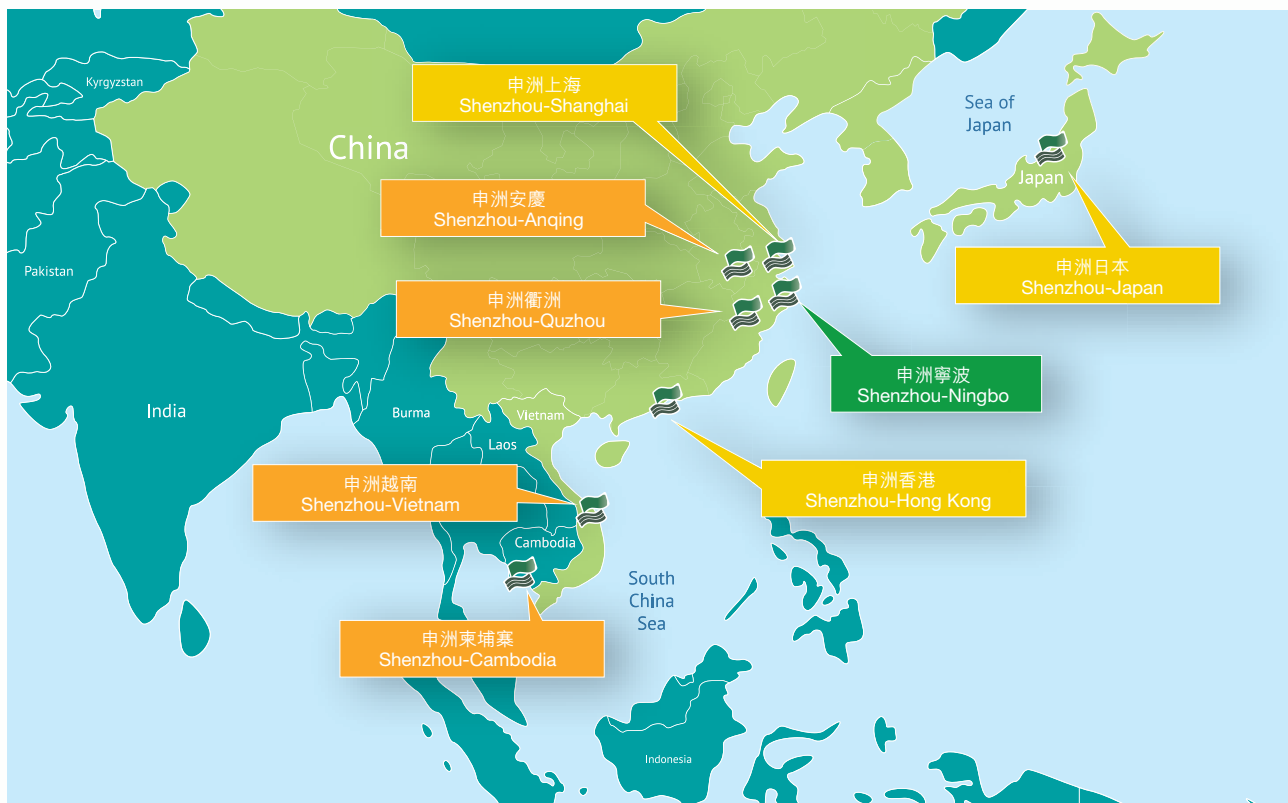 Kyrgyzstan
申洲上海
Shenzhou-Shanghai
Sea of
Japan
China
Japan
申洲安慶
Shenzhou-Anqing
Pakistan
申洲日本
Shenzhou-Japan
申洲衢洲
Shenzhou-Quzhou
申洲寧波
Shenzhou-Ningbo
India
Burma
Vietnam
Laos
申洲越南
Shenzhou-Vietnam
申洲香港
Shenzhou-Hong Kong
Cambodia
South
China
Sea
申洲柬埔寨
Shenzhou-Cambodia
Indonesia